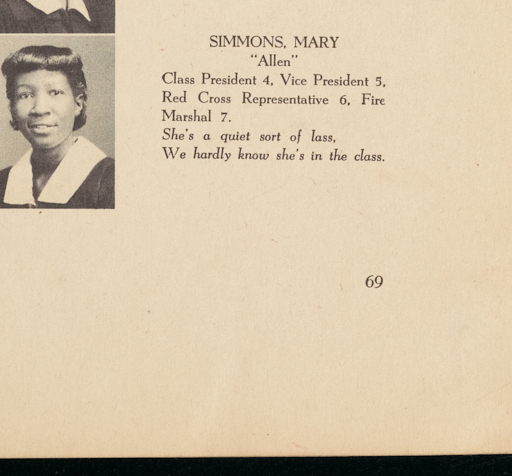 SIMMONS, MARY
"Allen"
Class President 4, Vice President 5,
Red Cross Representative 6, Fire
Marshal 7.
She's a quiet sort of lass,
We hardly know she's in the class.
69